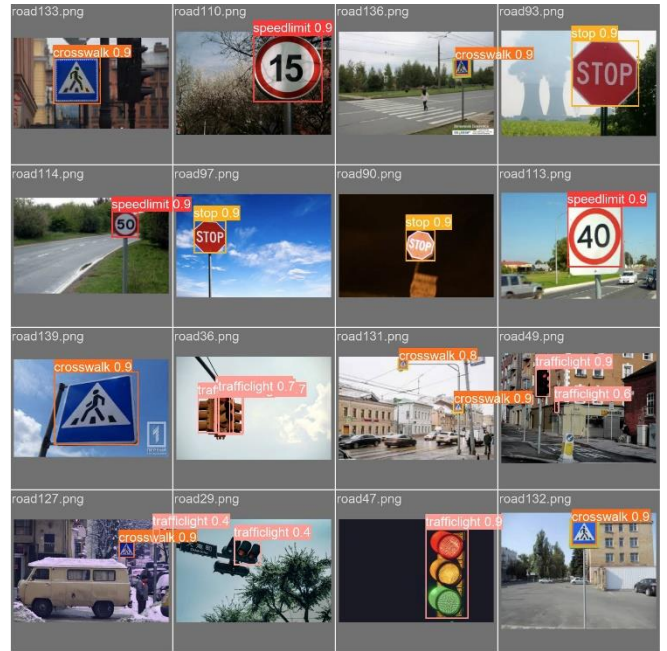 road133.png
crosswalk 0.9
road110.png
speedlimit 0.9
15
road136.png
crosswalk 0.9
road93.png
stop 0.9
STOP
road114.png
speedlimit 0.9
50
road97.png
stop 0.9
STOP
road90.png
stop 0.9
STOP
road113.png
speedlimit 0.9
40
road139.png
crosswalk 0.9
1
road36.png
trafficlight 0.7
road131.png
crosswalk 0.8
crosswalk 0.9
road49.png
trafficlight 0.9
trafficlight 0.6
road127.png
trafficlight 0.4
crosswalk 0.9
road29.png
trafficlight 0.4
road47.png
trafficlight 0.9
road132.png
crosswalk 0.9